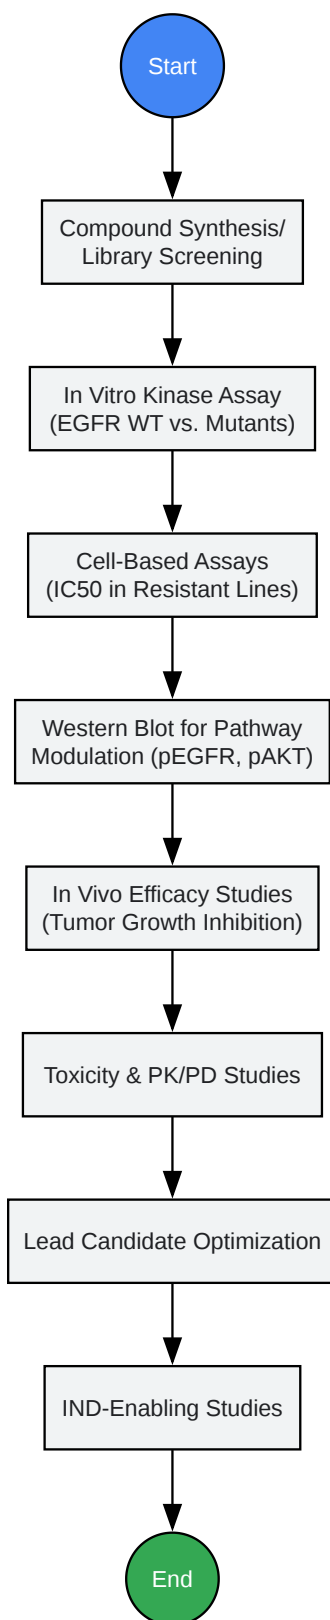 Start
Compound Synthesis/
Library Screening
In Vitro Kinase Assay
(EGFR WT vs. Mutants)
Cell-Based Assays
(IC50 in Resistant Lines)
Western Blot for Pathway
Modulation (pEGFR, pAKT)
In Vivo Efficacy Studies
(Tumor Growth Inhibition)
Toxicity & PK/PD Studies
Lead Candidate Optimization
IND-Enabling Studies
End